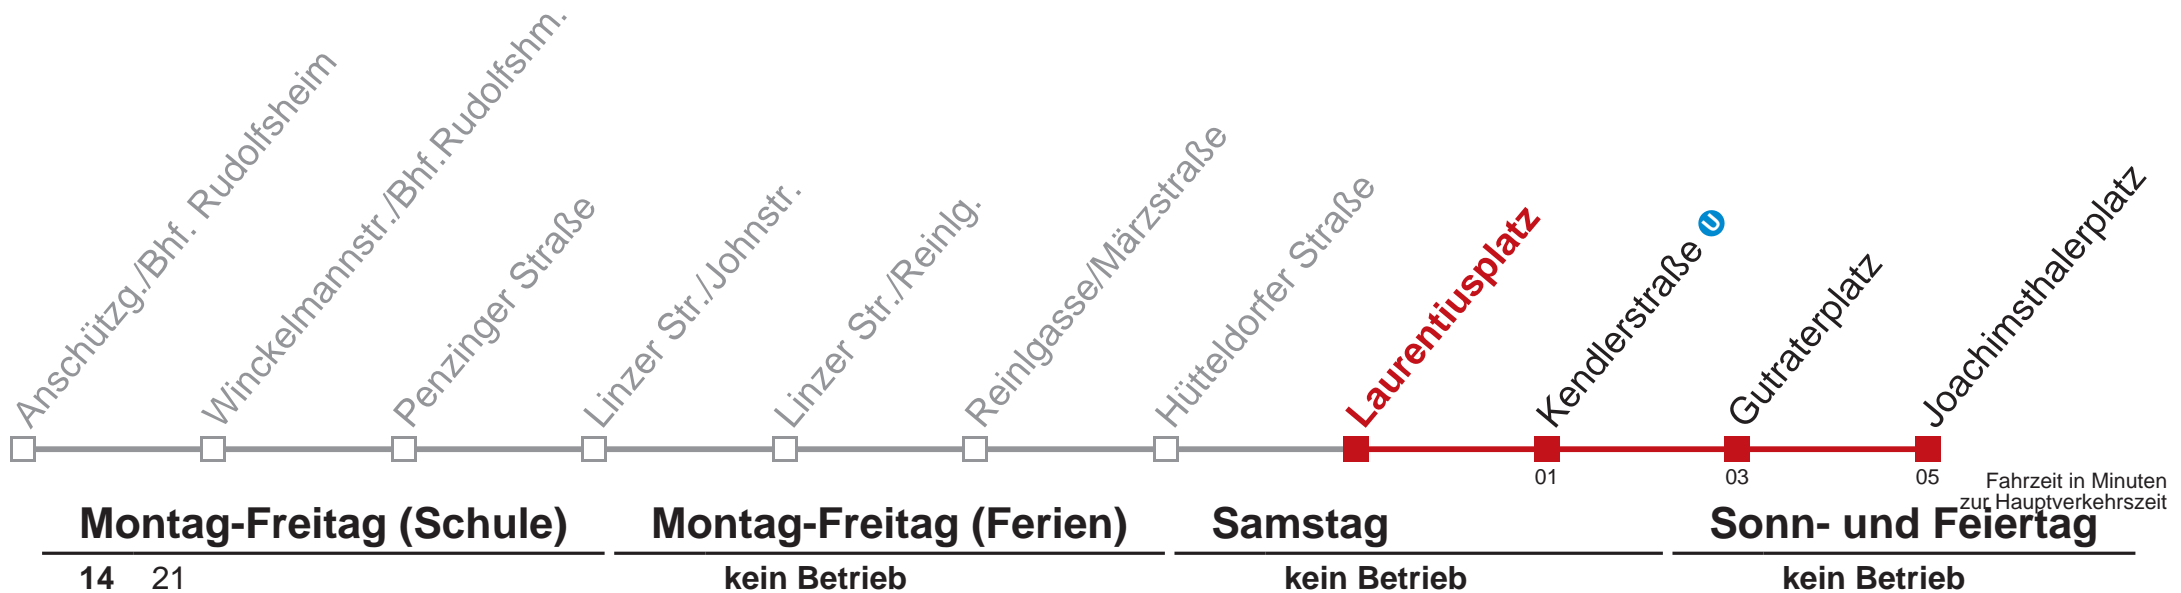 Anschützg./Bhf. Rudolfsheim
Winckelmannstr./Bhf.Rudolfshm.
Penzinger Straße
Linzer Str./Johnstr.
Linzer Str./Reinlg.
Reinlgasse/Märzstraße
Hütteldorfer Straße
Laurentiusplatz
Kendlerstraße U
Gutraterplatz
Joachimsthalerplatz
01 03 05
Fahrzeit in Minuten
zur Hauptverkehrszeit
Montag-Freitag (Schule) Montag-Freitag (Ferien) Samstag Sonn- und Feiertag
14 21 kein Betrieb kein Betrieb kein Betrieb